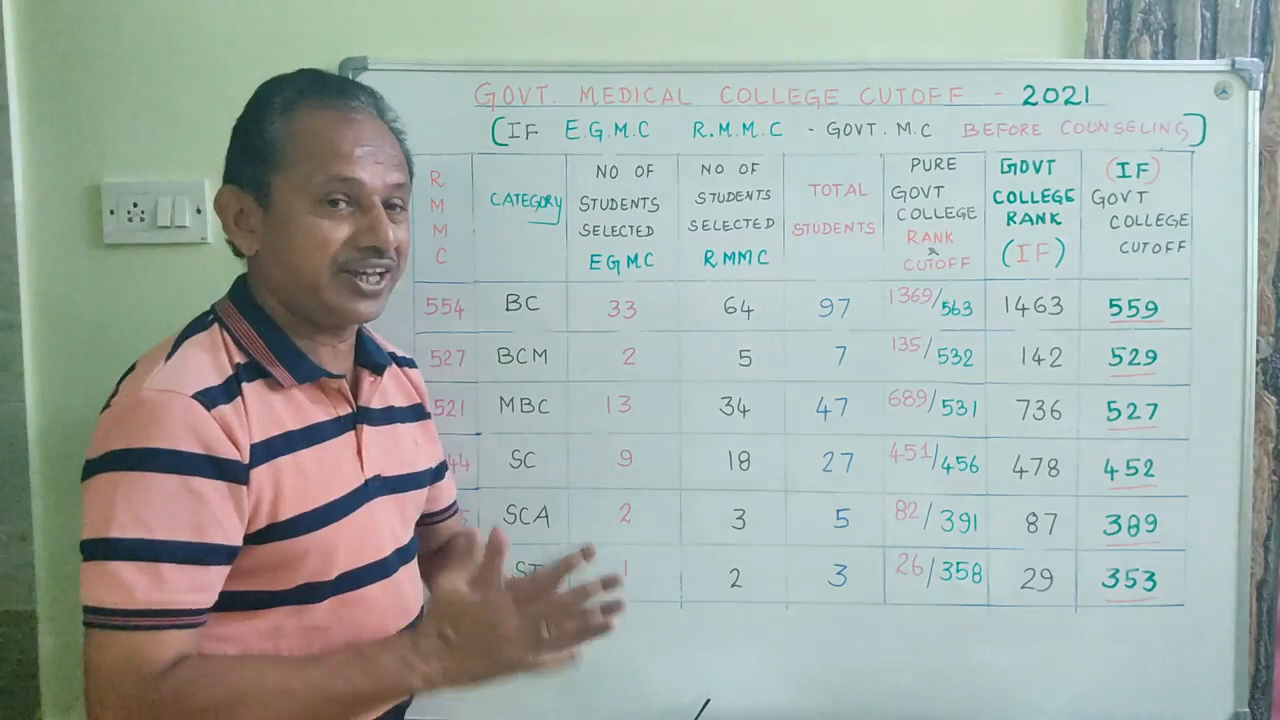 GOVT. MEDICAL COLLEGE CUTOFF - 2021
(IF E.G.M.C R.M.M.C - GOVT. M.C BEFORE COUNSELING)
RMMC CATEGORY NO OF STUDENTS SELECTED EGMC NO OF STUDENTS SELECTED RMMC TOTAL STUDENTS PURE GOVT COLLEGE RANK & CUTOFF GOVT COLLEGE RANK (IF) (IF) GOVT COLLEGE CUTOFF
554 BC 33 64 97 1369/563 1463 559
527 BCM 2 5 7 135/532 142 529
521 MBC 13 34 47 689/531 736 527
SC 9 18 27 451/456 478 452
SCA 2 3 5 82/391 87 389
ST 1 2 3 26/358 29 353